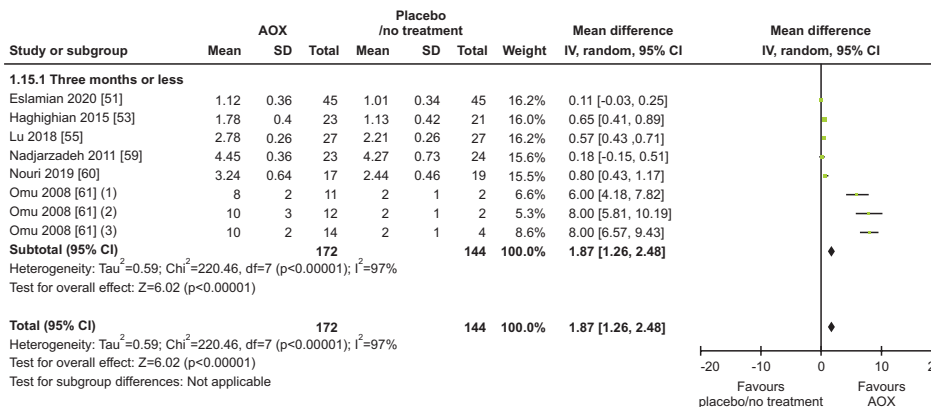 Placebo
AOX /no treatment Mean difference Mean difference
Study or subgroup Mean SD Total Mean SD Total Weight IV, random, 95% CI IV, random, 95% CI
1.15.1 Three months or less
Eslamian 2020 [51] 1.12 0.36 45 1.01 0.34 45 16.2% 0.11 [-0.03, 0.25]
Haghighian 2015 [53] 1.78 0.4 23 1.13 0.42 21 16.0% 0.65 [0.41, 0.89]
Lu 2018 [55] 2.78 0.26 27 2.21 0.26 27 16.2% 0.57 [0.43 ,0.71]
Nadjarzadeh 2011 [59] 4.45 0.36 23 4.27 0.73 24 15.6% 0.18 [-0.15, 0.51]
Nouri 2019 [60] 3.24 0.64 17 2.44 0.46 19 15.5% 0.80 [0.43, 1.17]
Omu 2008 [61] (1) 8 2 11 2 1 2 6.6% 6.00 [4.18, 7.82]
Omu 2008 [61] (2) 10 3 12 2 1 2 5.3% 8.00 [5.81, 10.19]
Omu 2008 [61] (3) 10 2 14 2 1 4 8.6% 8.00 [6.57, 9.43]
Subtotal (95% CI) 172 144 100.0% 1.87 [1.26, 2.48]
Heterogeneity: Tau²=0.59; Chi²=220.46, df=7 (p<0.00001); I²=97%
Test for overall effect: Z=6.02 (p<0.00001)
Total (95% CI) 172 144 100.0% 1.87 [1.26, 2.48]
Heterogeneity: Tau²=0.59; Chi²=220.46, df=7 (p<0.00001); I²=97%
Test for overall effect: Z=6.02 (p<0.00001)
Test for subgroup differences: Not applicable
-20 -10 0 10
Favours Favours
placebo/no treatment AOX